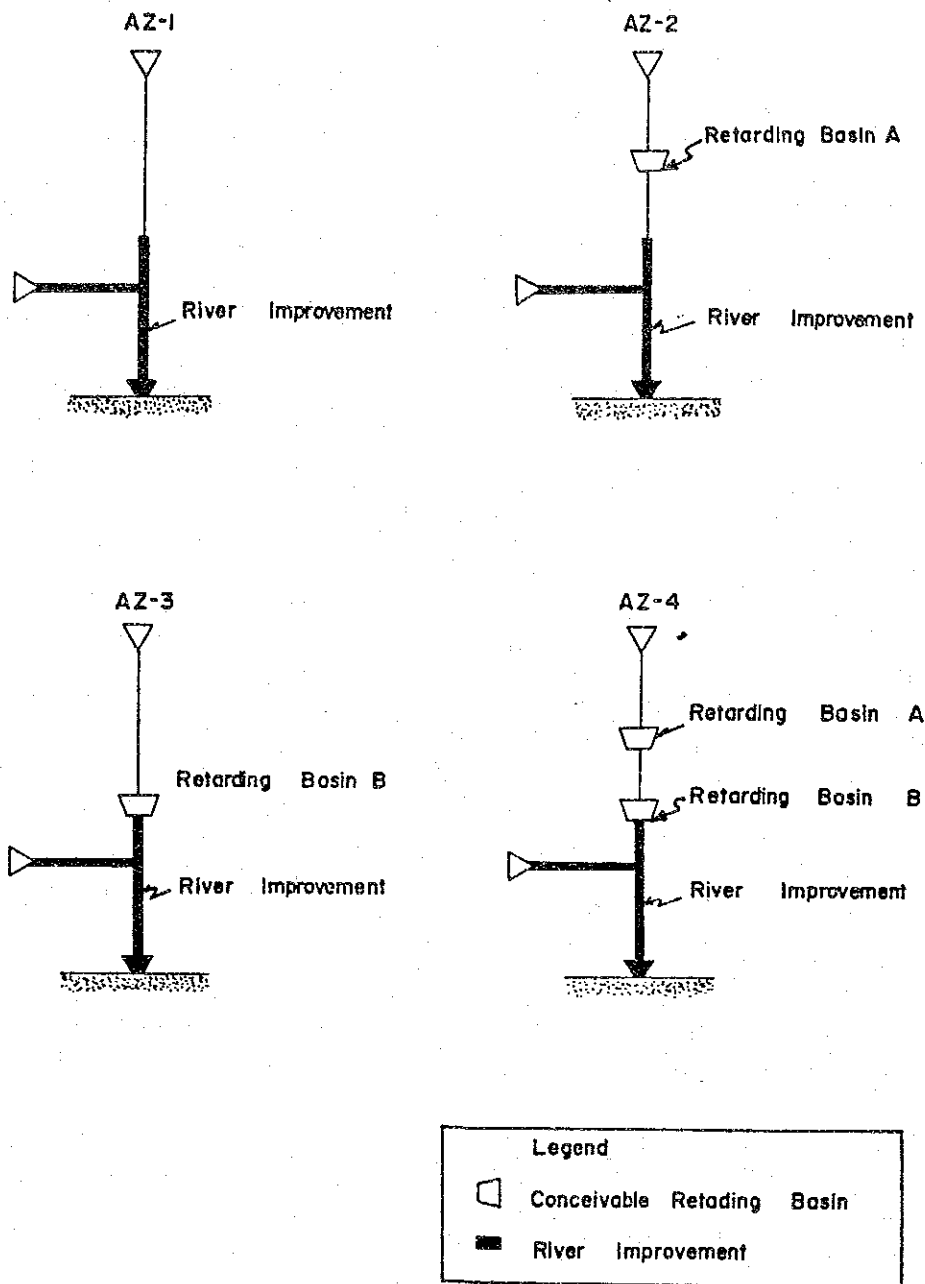 AZ-1
Rlver Improvement
AZ-2
Retarding Basin A
River Improvement
AZ-3
Retarding Basin B
River Improvement
AZ-4
Retarding Basin A
Retarding Basin B
River Improvement
Legend
Conceivable Retading Basin
River Improvement